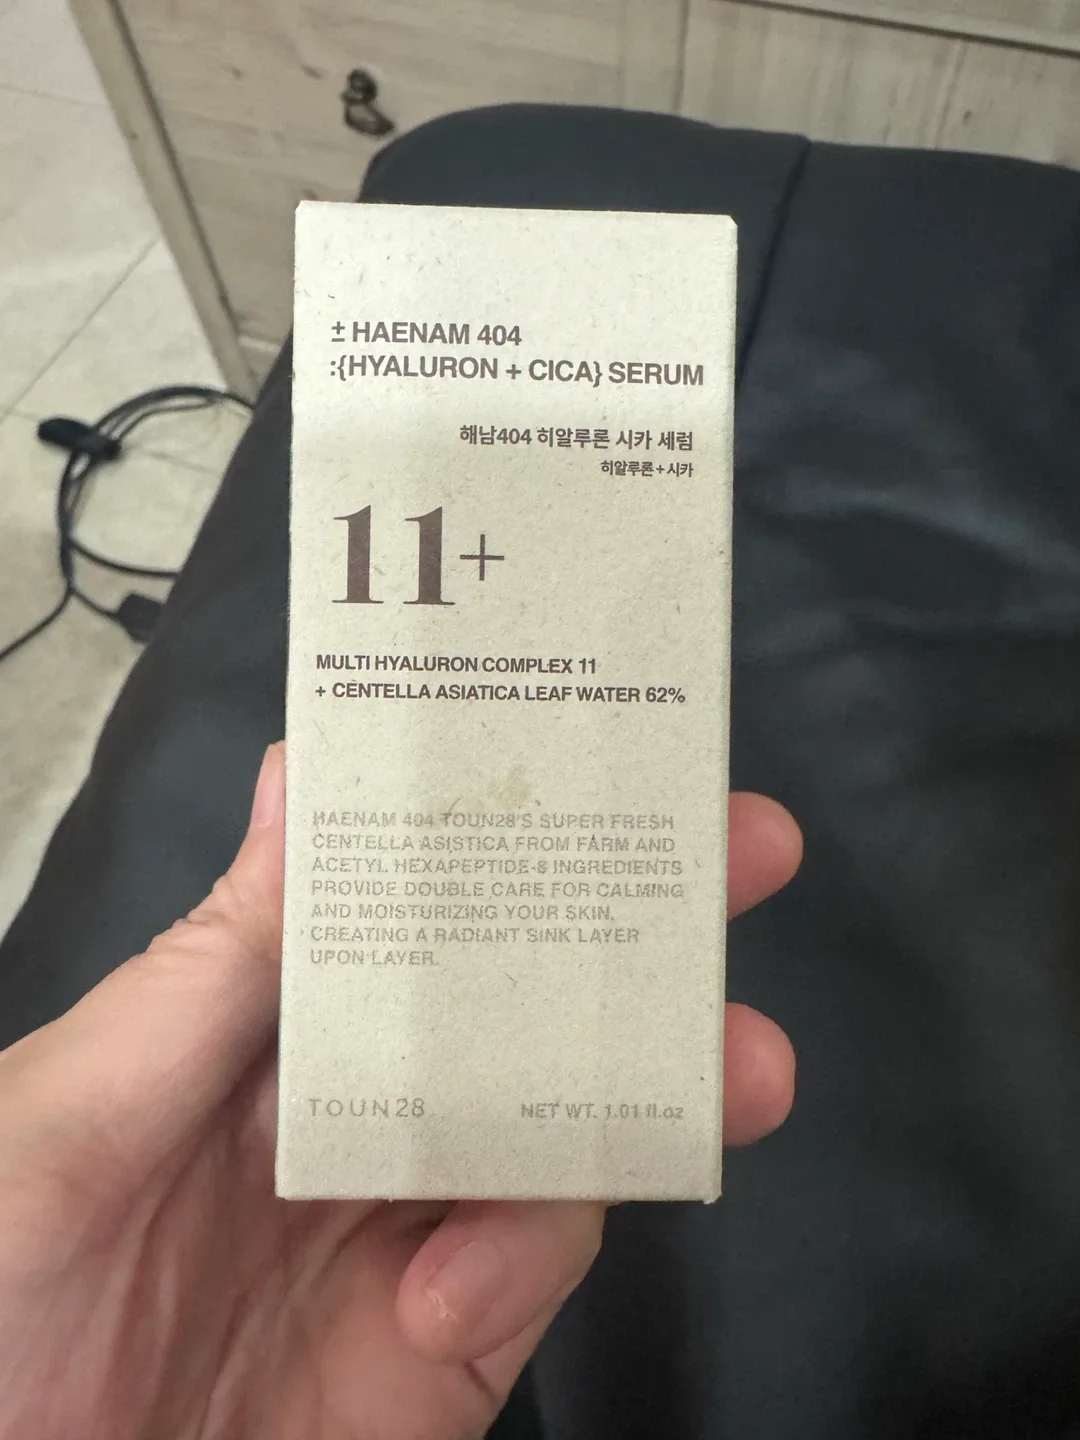 ± HAENAM 404
:{HYALURON + CICA} SERUM
해남404 히알루론 시카 세럼
히알루론+시카
11+
MULTI HYALURON COMPLEX 11
+ CENTELLA ASIATICA LEAF WATER 62%
HAENAM 404 TOUN28'S SUPER FRESH
CENTELLA ASISTICA FROM FARM AND
ACETYL HEXAPEPTIDE-8 INGREDIENTS
PROVIDE DOUBLE CARE FOR CALMING
AND MOISTURIZING YOUR SKIN.
CREATING A RADIANT SINK LAYER
UPON LAYER.
TOUN28
NET WT. 1.01 fl.oz